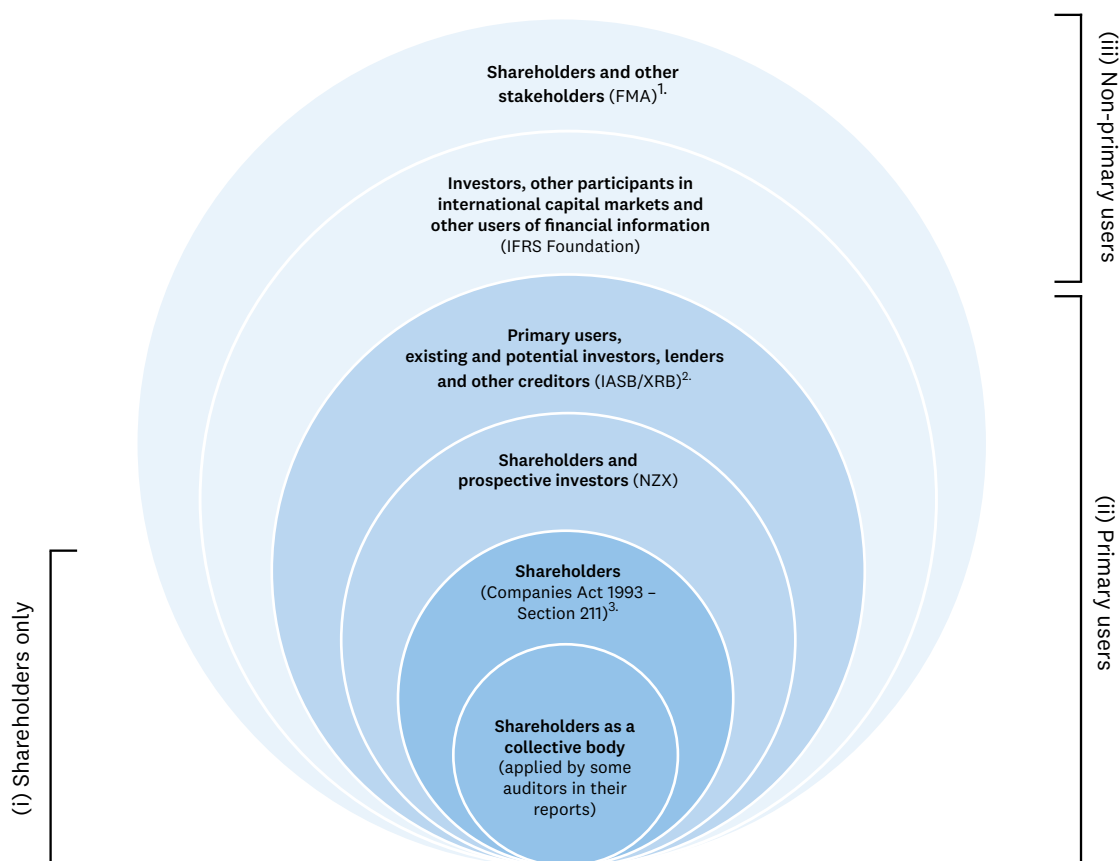 Shareholders and other
stakeholders (FMA)1.
Investors, other participants in
international capital markets and
other users of financial information
(IFRS Foundation)
Primary users,
existing and potential investors, lenders
and other creditors (IASB/XRB)2.
Shareholders and
prospective investors (NZX)
Shareholders
(Companies Act 1993 –
Section 211)3.
Shareholders as a
collective body
(applied by some
auditors in their
reports)
(i) Shareholders only
(iii) Non-primary users
(ii) Primary users